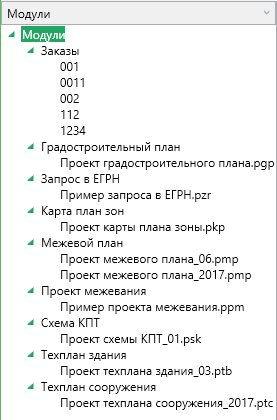 Модули
Модули
Заказы
001
0011
002
112
1234
Градостроительный план
Проект градостроительного плана.pgp
Запрос в ЕГРН
Пример запроса в ЕГРН.pzr
Карта план зон
Проект карты плана зоны.pkp
Межевой план
Проект межевого плана_06.pmp
Проект межевого плана_2017.pmp
Проект межевания
Пример проекта межевания.ppm
Схема КПТ
Проект схемы КПТ_01.psk
Техплан здания
Проект техплана здания_03.ptb
Техплан сооружения
Проект техплана сооружения_2017.ptc